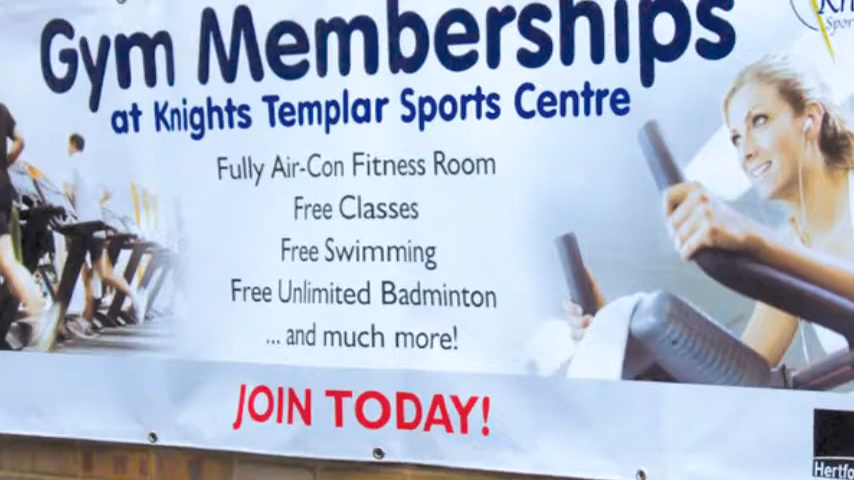 Gym Memberships
at Knights Templar Sports Centre
Fully Air-Con Fitness Room
Free Classes
Free Swimming
Free Unlimited Badminton
... and much more!
JOIN TODAY!